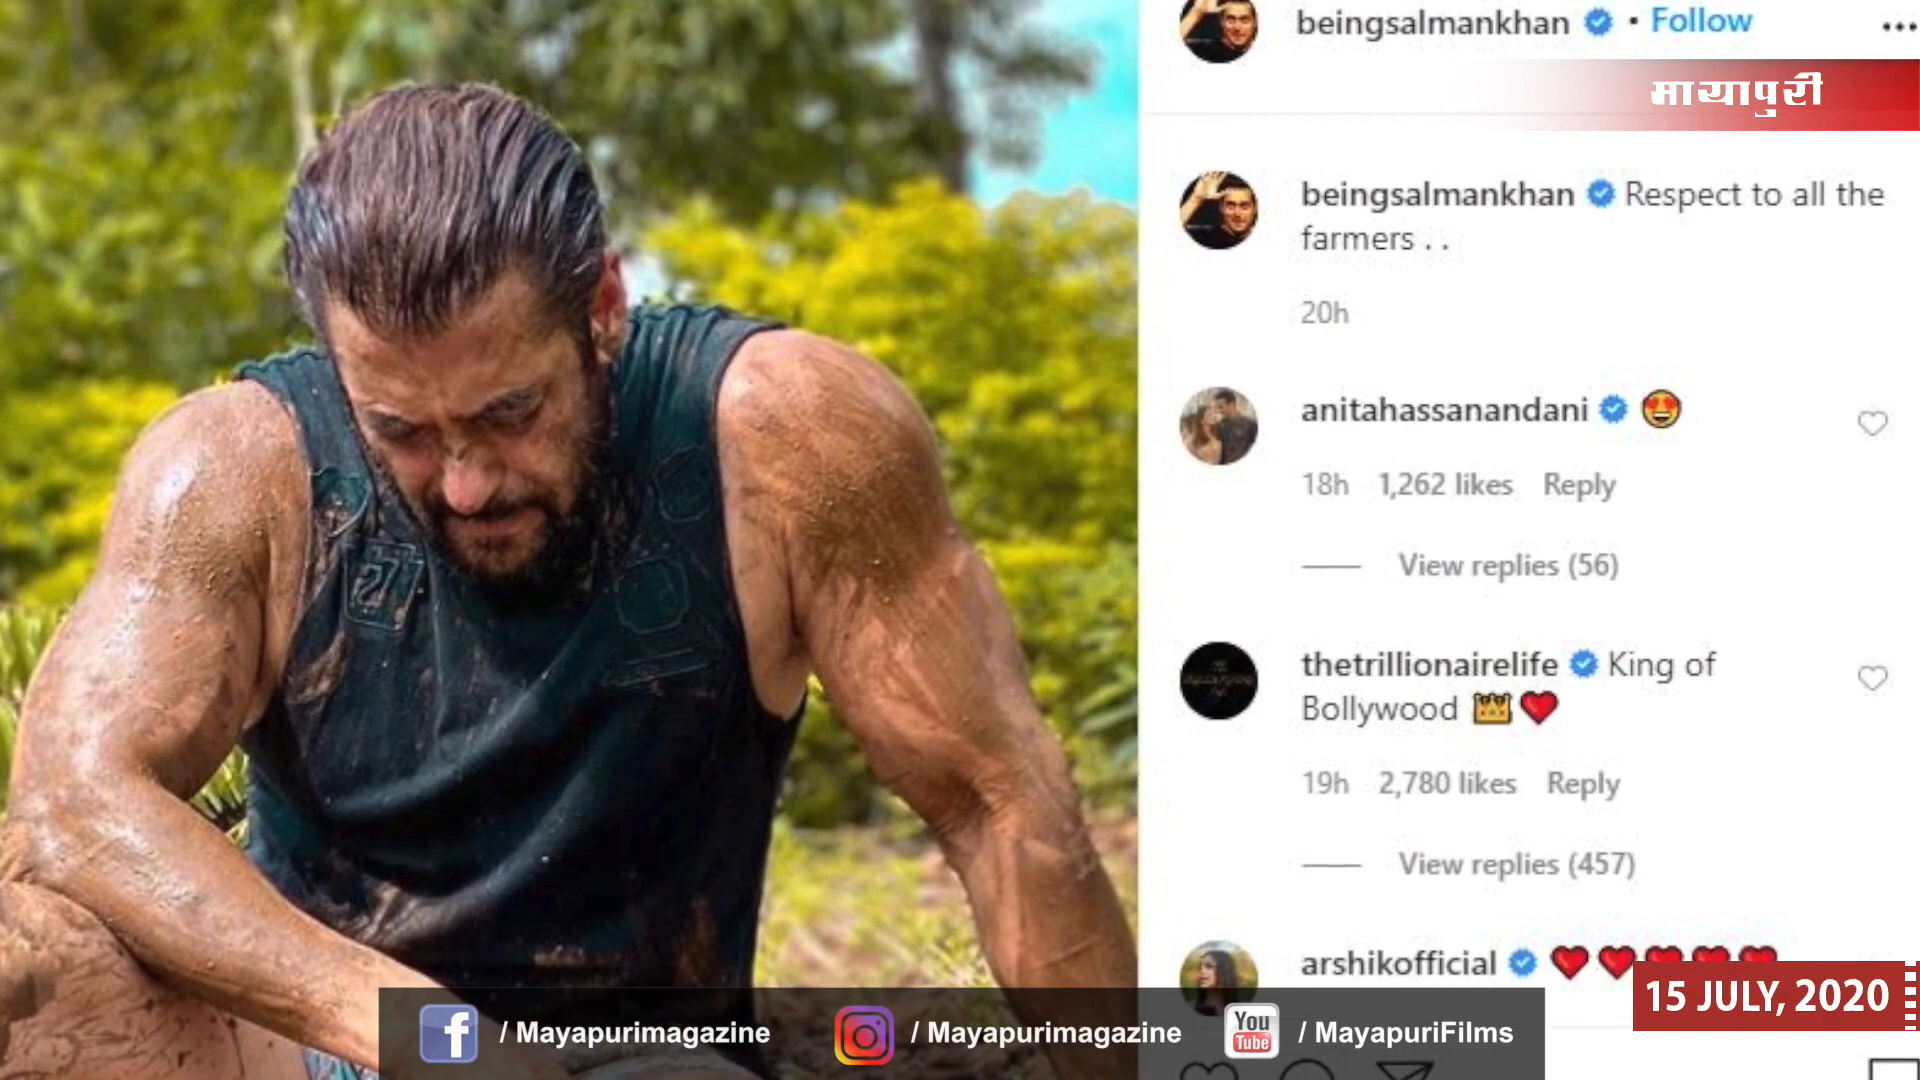 beingsalmankhan • Follow
मायापुरी
beingsalmankhan Respect to all the
farmers . .
20h
anitahassanandani 😍
18h 1,262 likes Reply
View replies (56)
thetrillionairelife King of
Bollywood 👑❤️
19h 2,780 likes Reply
View replies (457)
arshikofficial ❤️❤️❤️❤️❤️
15 JULY, 2020
27
f / Mayapurimagazine / Mayapurimagazine You Tube / MayapuriFilms